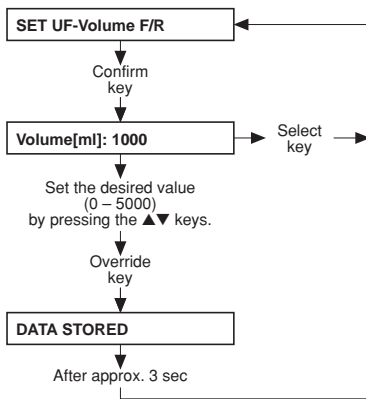 SET UF-Volume F/R
Confirm
key
Volume[ml]: 1000
Select
key
Set the desired value
(0 – 5000)
by pressing the ▲▼ keys.
Override
key
DATA STORED
After approx. 3 sec